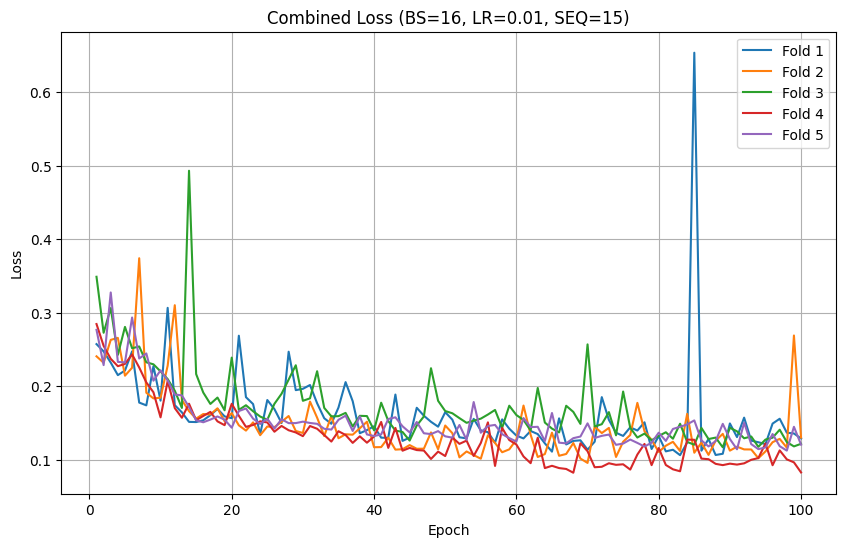 Combined Loss (BS=16, LR=0.01, SEQ=15)
Fold 1
Fold 2
Fold 3
Fold 4
Fold 5
Loss
0.6
0.5
0.4
0.3
0.2
0.1
0 20 40 60 80 100
Epoch